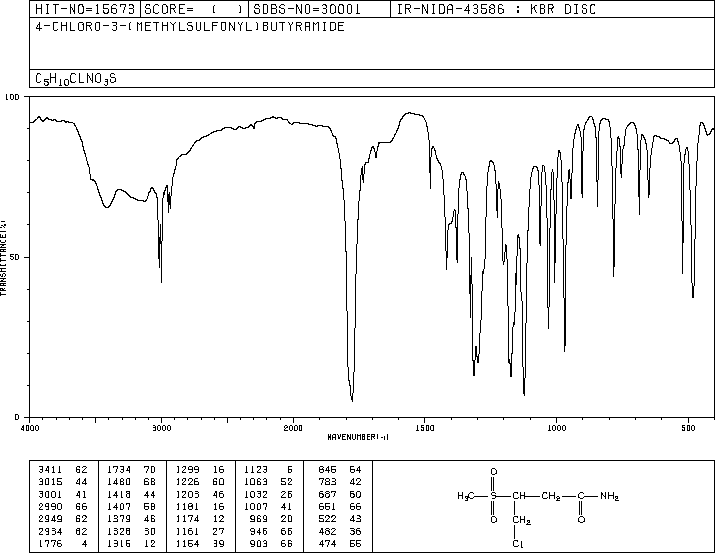 HIT-NO=15673 SCORE= ( ) SDBS-NO=30001 IR-NIDA-43586 : KBR DISC
4-CHLORO-3-(METHYLSULFONYL)BUTYRAMIDE
C5H10CLNO3S
100
50
0
TRANSMITTANCE(%)
4000 3000 2000 1500 1000 500
WAVENUMBER(-1)
3411 62 1734 70 1299 16 1123 6 845 64
3015 44 1480 68 1226 60 1063 52 783 42
3001 41 1418 44 1203 46 1032 26 687 60
2990 66 1407 58 1181 16 1007 41 651 66
2949 62 1379 46 1174 12 969 20 522 43
2934 62 1328 30 1161 27 946 66 482 36
1776 4 1315 12 1154 39 903 66 474 55
O
H3C S CH CH2 C NH2
O CH2 O
Cl